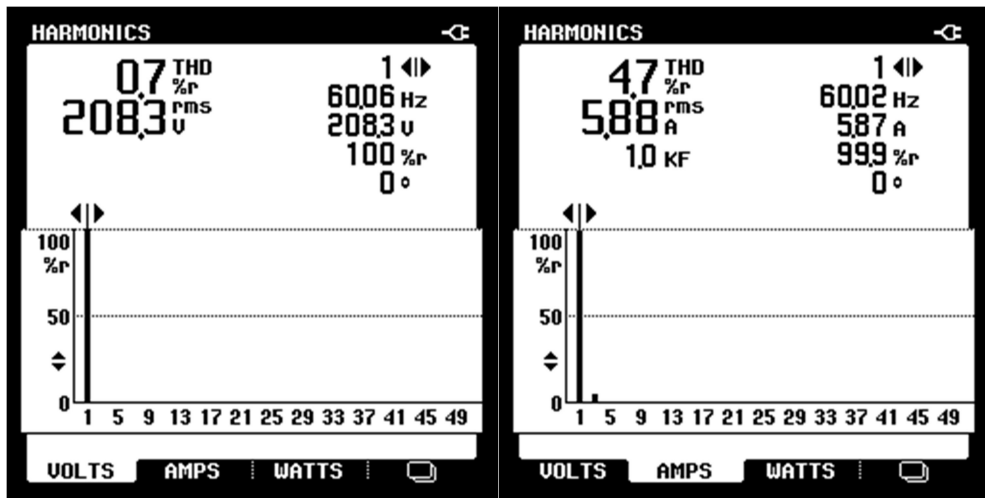 HARMONICS
0.7 THD %r
208.3 rms V
1
60.06 Hz
208.3 V
100 %r
0 °
100
%r
50
0
1 5 9 13 17 21 25 29 33 37 41 45 49
VOLTS AMPS WATTS
HARMONICS
4.7 THD %r
5.88 rms A
1.0 KF
1
60.02 Hz
5.87 A
99.9 %r
0 °
100
%r
50
0
1 5 9 13 17 21 25 29 33 37 41 45 49
VOLTS AMPS WATTS